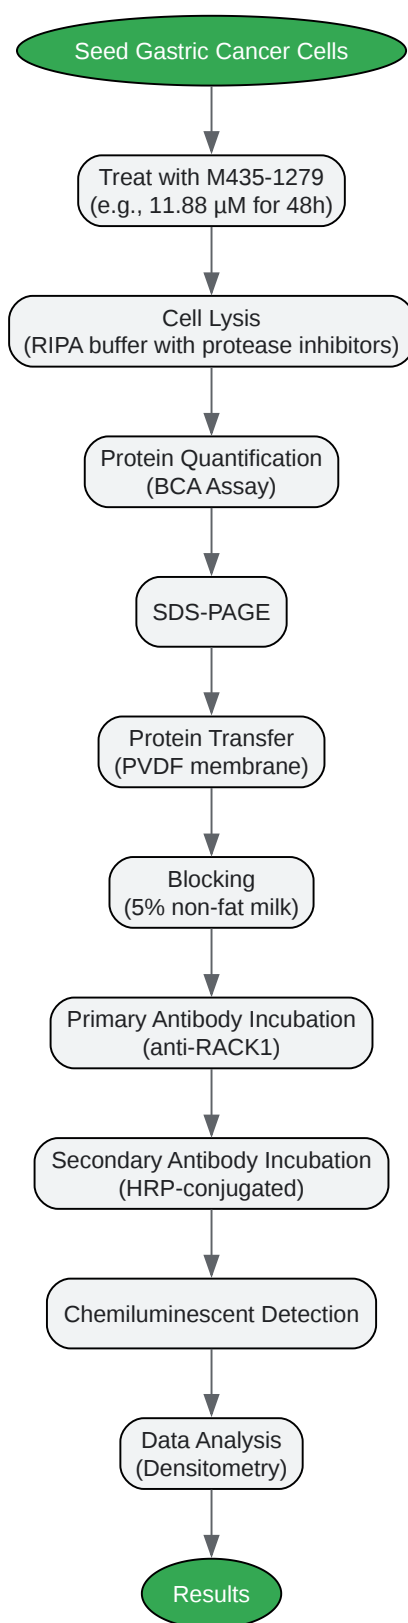 Seed Gastric Cancer Cells
Treat with M435-1279
(e.g., 11.88 µM for 48h)
Cell Lysis
(RIPA buffer with protease inhibitors)
Protein Quantification
(BCA Assay)
SDS-PAGE
Protein Transfer
(PVDF membrane)
Blocking
(5% non-fat milk)
Primary Antibody Incubation
(anti-RACK1)
Secondary Antibody Incubation
(HRP-conjugated)
Chemiluminescent Detection
Data Analysis
(Densitometry)
Results